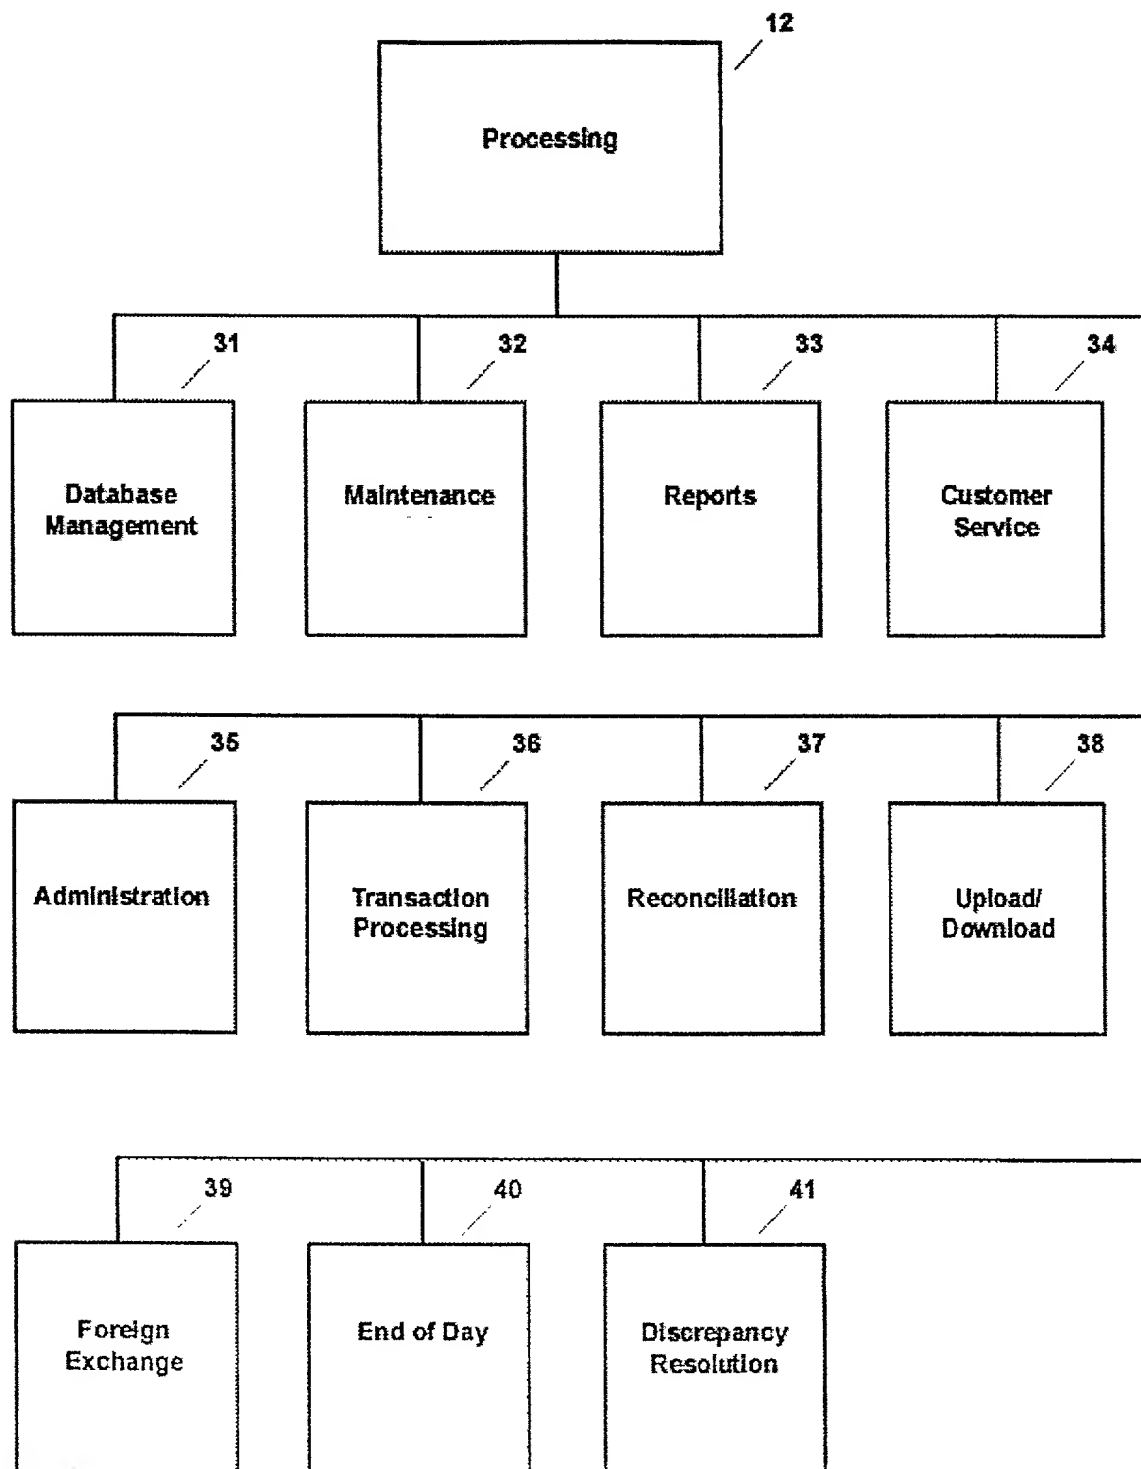 12
Processing
31
32
33
34
Database
Management
Maintenance
Reports
Customer
Service
35
36
37
38
Administration
Transaction
Processing
Reconciliation
Upload/
Download
39
40
41
Foreign
Exchange
End of Day
Discrepancy
Resolution